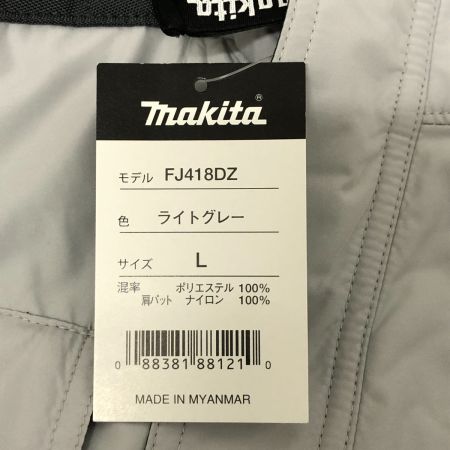 makita
makita®
モデル FJ418DZ
色 ライトグレー
サイズ L
混率 ポリエステル 100%
肩パット ナイロン 100%
0 88381 88121 0
MADE IN MYANMAR